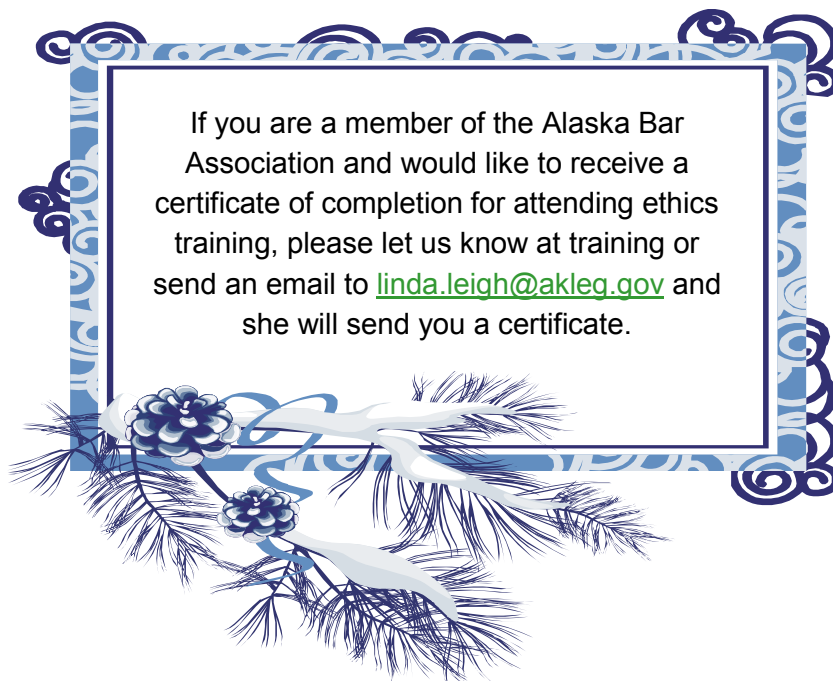 If you are a member of the Alaska Bar
Association and would like to receive a
certificate of completion for attending ethics
training, please let us know at training or
send an email to linda.leigh@akleg.gov and
she will send you a certificate.